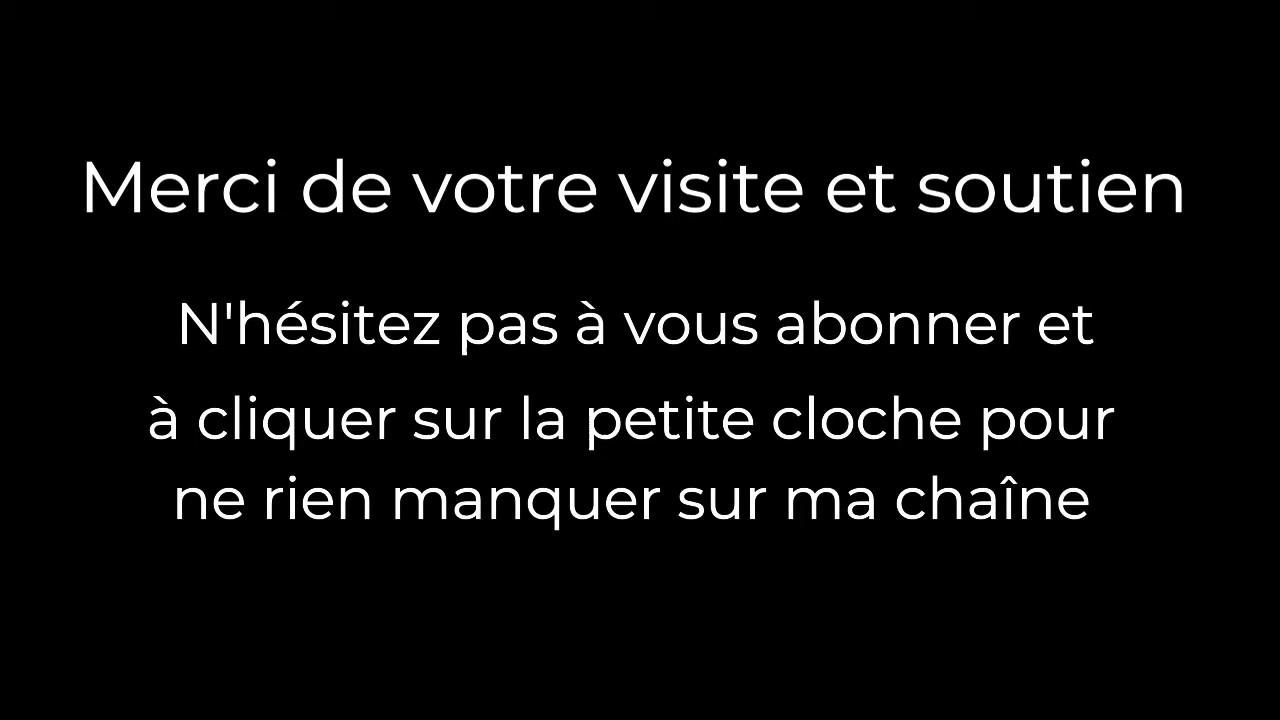 Merci de votre visite et soutien
N'hésitez pas à vous abonner et
à cliquer sur la petite cloche pour
ne rien manquer sur ma chaîne